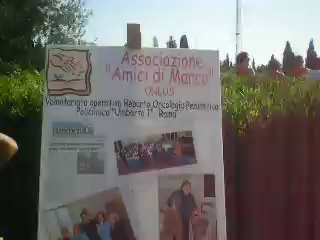 Associazione
"Amici di Marco"
ONLUS
Volontariato operativo Reparto Oncologia Pediatrica
Policlinico "Umberto I" Roma